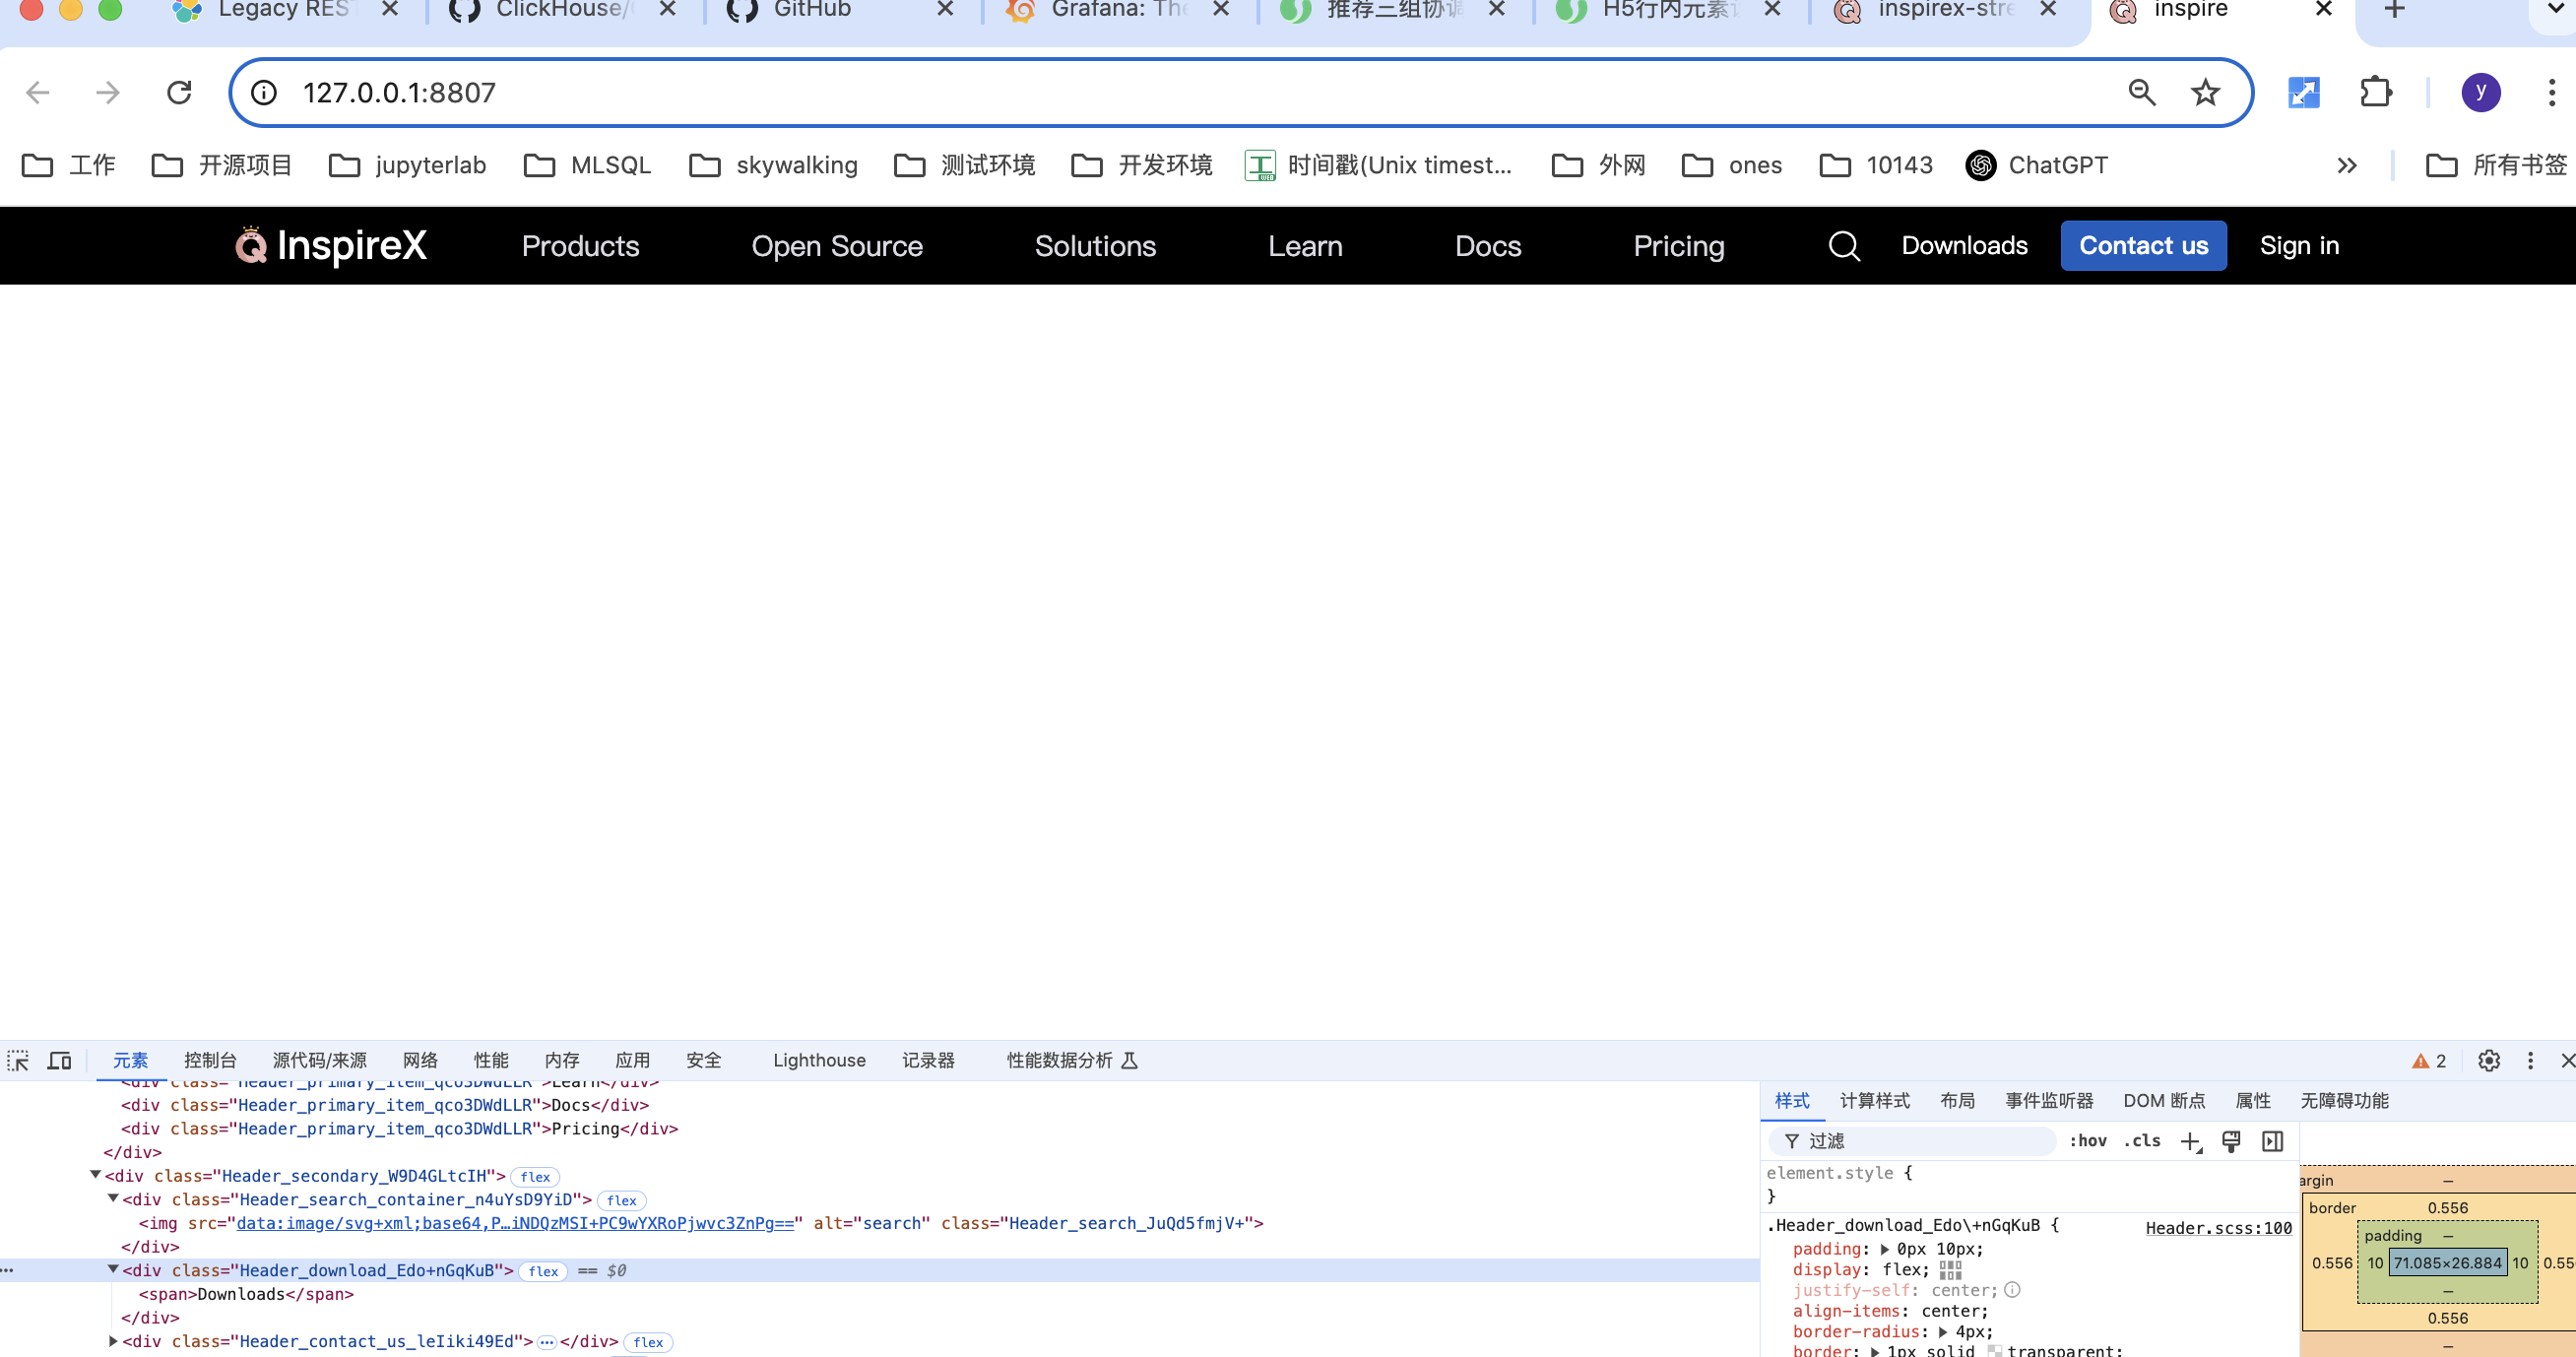 Legacy REST
ClickHouse/
GitHub
Grafana: The
推荐三组协调
H5行内元素
inspirex-stre
inspire
127.0.0.1:8807
y
工作
开源项目
jupyterlab
MLSQL
skywalking
测试环境
开发环境
工
WEB
时间戳(Unix timest...
外网
ones
10143
ChatGPT
所有书签
InspireX
Products
Open Source
Solutions
Learn
Docs
Pricing
Downloads
Contact us
Sign in
元素
控制台
源代码/来源
网络
性能
内存
应用
安全
Lighthouse
记录器
性能数据分析
2
<div class="Header_primary_item_qco3DWdLLR">Learn</div>
<div class="Header_primary_item_qco3DWdLLR">Docs</div>
<div class="Header_primary_item_qco3DWdLLR">Pricing</div>
</div>
<div class="Header_secondary_W9D4GLtcIH"> flex
<div class="Header_search_container_n4uYsD9YiD"> flex
<img src="data:image/svg+xml;base64,P…iNDQzMSI+PC9wYXRoPjwvc3ZnPg==" alt="search" class="Header_search_JuQd5fmjV+">
</div>
<div class="Header_download_Edo+nGqKuB"> flex == $0
<span>Downloads</span>
</div>
<div class="Header_contact_us_leIiki49Ed"> … </div> flex
样式
计算样式
布局
事件监听器
DOM 断点
属性
无障碍功能
过滤
:hov
.cls
element.style {
}
.Header_download_Edo\+nGqKuB {
Header.scss:100
padding: 0px 10px;
display: flex;
justify-self: center;
align-items: center;
border-radius: 4px;
border: 1px solid transparent;
argin
–
border
0.556
padding
–
0.556
10
71.085×26.884
10
0.55
–
0.556
–